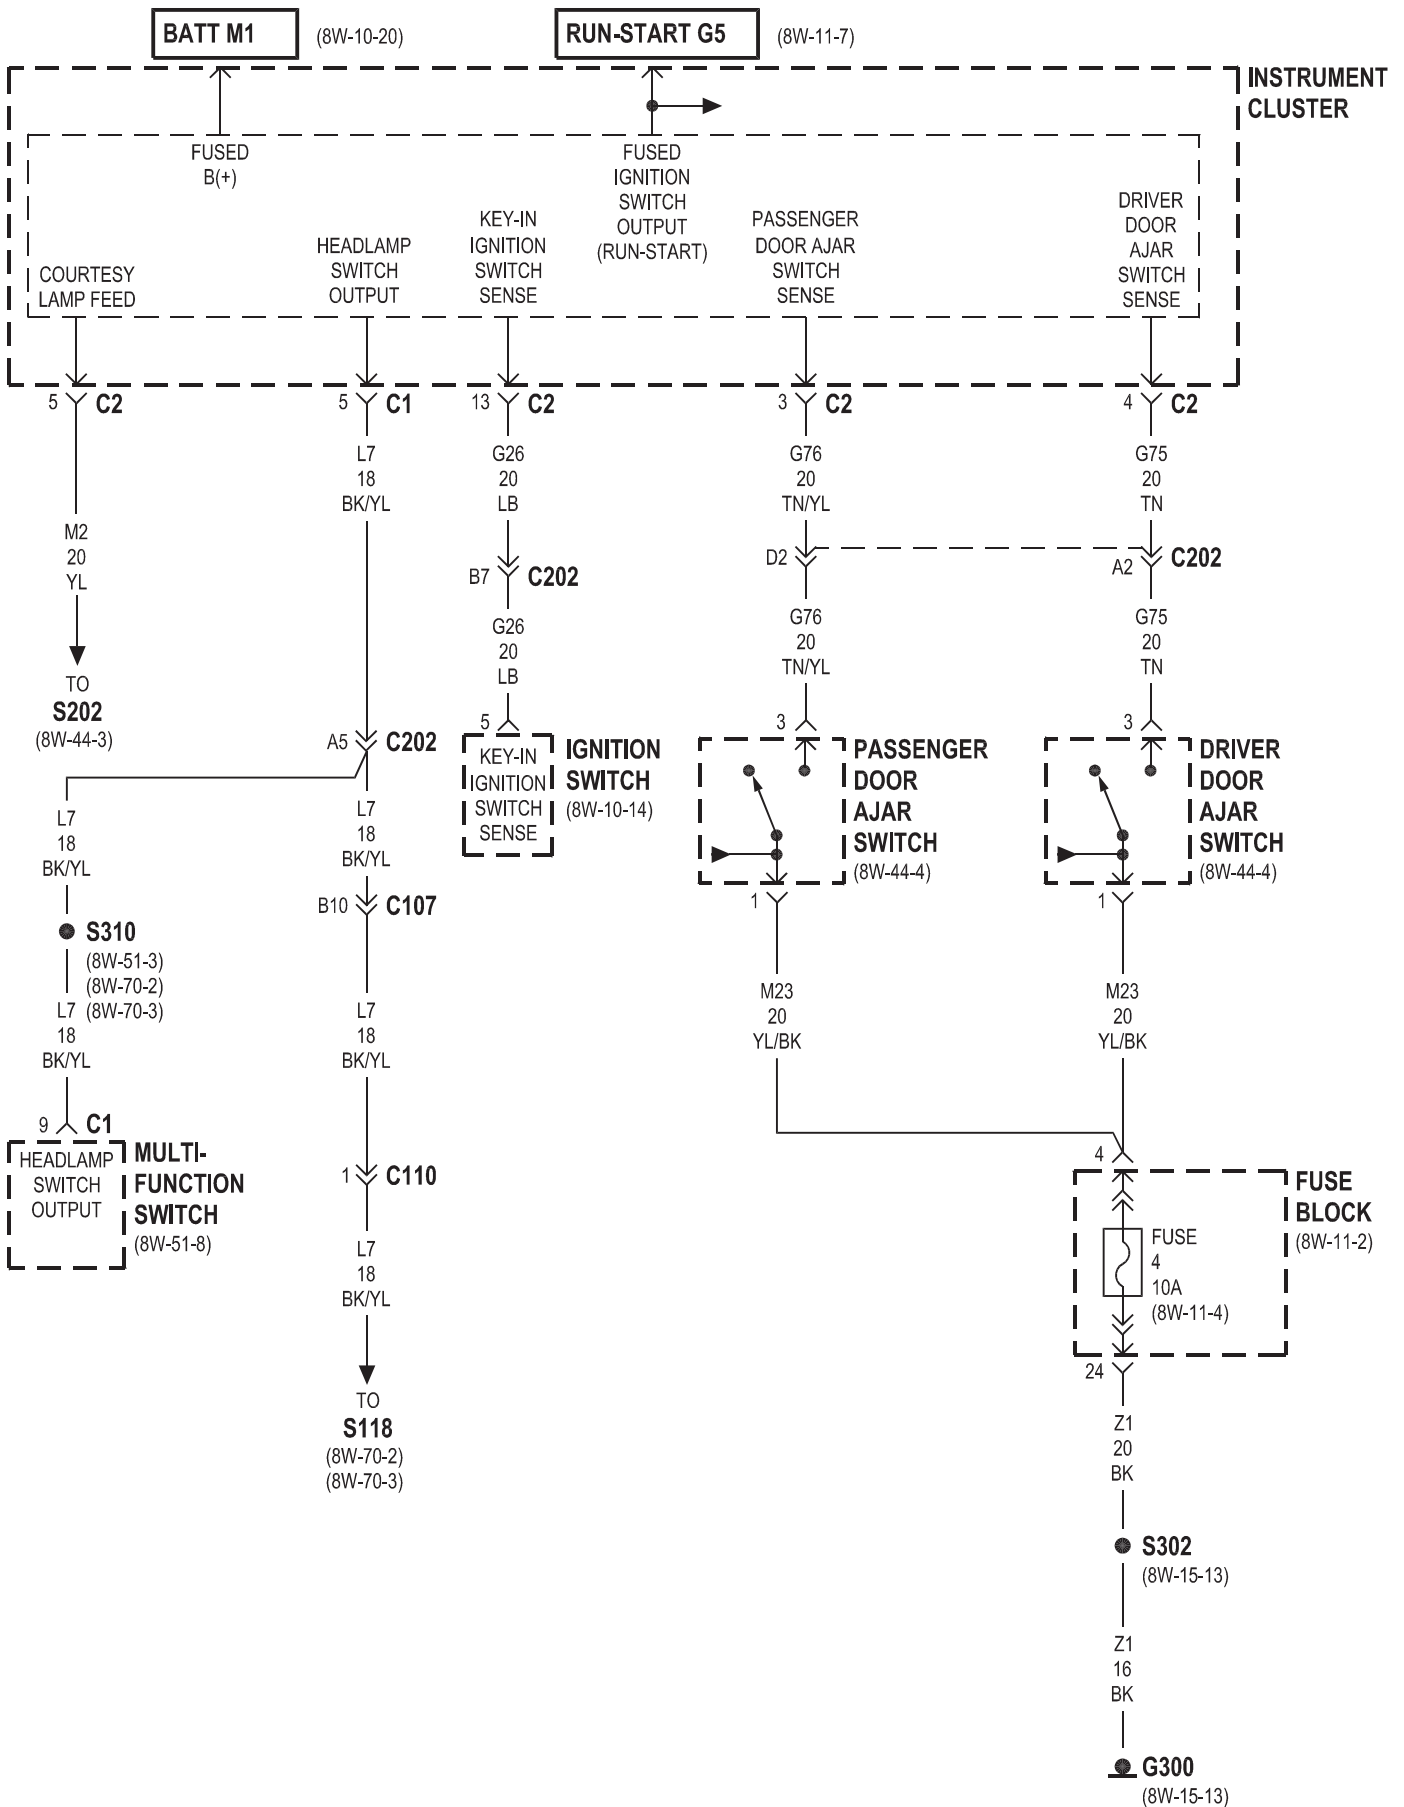 BATT M1
(8W-10-20)
RUN-START G5
(8W-11-7)
INSTRUMENT
CLUSTER
FUSED
B(+)
FUSED
IGNITION
SWITCH
OUTPUT
(RUN-START)
COURTESY
LAMP FEED
HEADLAMP
SWITCH
OUTPUT
KEY-IN
IGNITION
SWITCH
SENSE
PASSENGER
DOOR AJAR
SWITCH
SENSE
DRIVER
DOOR
AJAR
SWITCH
SENSE
5 C2
5 C1
13 C2
3 C2
4 C2
M2
20
YL
TO
S202
(8W-44-3)
L7
18
BK/YL
A5 C202
G26
20
LB
B7 C202
G26
20
LB
5
KEY-IN
IGNITION
SWITCH
SENSE
IGNITION
SWITCH
(8W-10-14)
G76
20
TN/YL
D2
G76
20
TN/YL
3
PASSENGER
DOOR
AJAR
SWITCH
(8W-44-4)
1
G75
20
TN
A2 C202
G75
20
TN
3
DRIVER
DOOR
AJAR
SWITCH
(8W-44-4)
1
L7
18
BK/YL
S310
(8W-51-3)
(8W-70-2)
(8W-70-3)
L7
18
BK/YL
9 C1
HEADLAMP
SWITCH
OUTPUT
MULTI-
FUNCTION
SWITCH
(8W-51-8)
L7
18
BK/YL
B10 C107
L7
18
BK/YL
1 C110
L7
18
BK/YL
TO
S118
(8W-70-2)
(8W-70-3)
M23
20
YL/BK
M23
20
YL/BK
4
FUSE
BLOCK
(8W-11-2)
FUSE
4
10A
(8W-11-4)
24
Z1
20
BK
S302
(8W-15-13)
Z1
16
BK
G300
(8W-15-13)